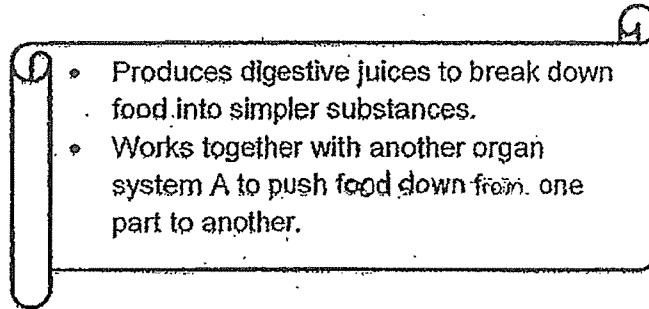 • Produces digestive juices to break down
food into simpler substances.
• Works together with another organ
system A to push food down from one
part to another.